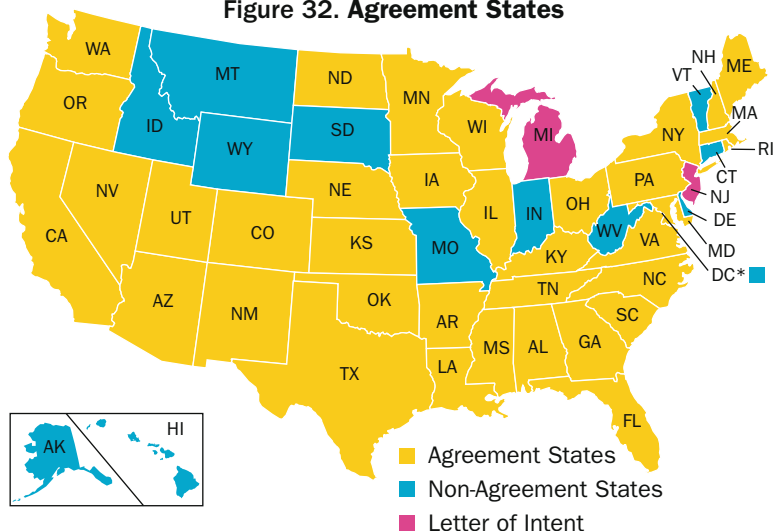 Figure 32. Agreement States
WA
MT
ND
MN
OR
ID
SD
WI
MI
NY
VT
NH
ME
MA
RI
CT
NJ
DE
MD
DC*
WY
NE
IA
PA
NV
UT
CO
IL
IN
OH
WV
VA
CA
KS
MO
KY
NC
AZ
NM
OK
TN
SC
AR
MS
AL
GA
TX
LA
FL
AK
HI
Agreement States
Non-Agreement States
Letter of Intent